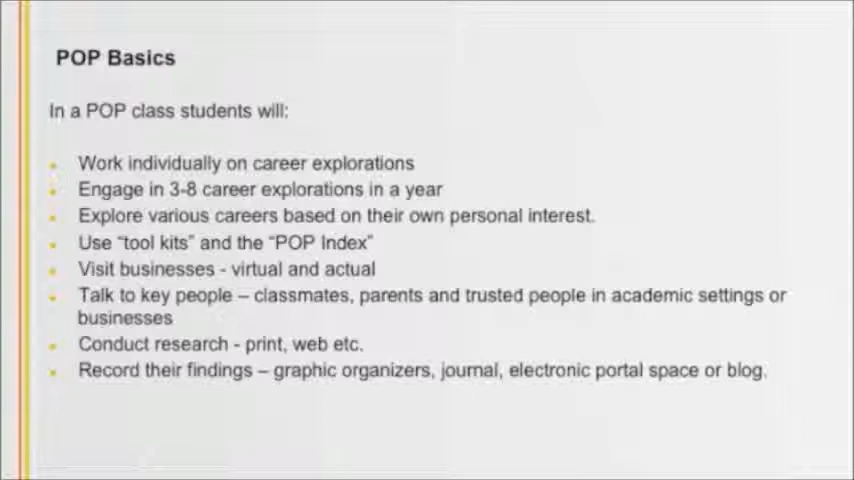 POP Basics
In a POP class students will:
Work individually on career explorations
Engage in 3-8 career explorations in a year
Explore various careers based on their own personal interest.
Use “tool kits” and the “POP Index”
Visit businesses - virtual and actual
Talk to key people – classmates, parents and trusted people in academic settings or
businesses
Conduct research - print, web etc.
Record their findings – graphic organizers, journal, electronic portal space or blog.